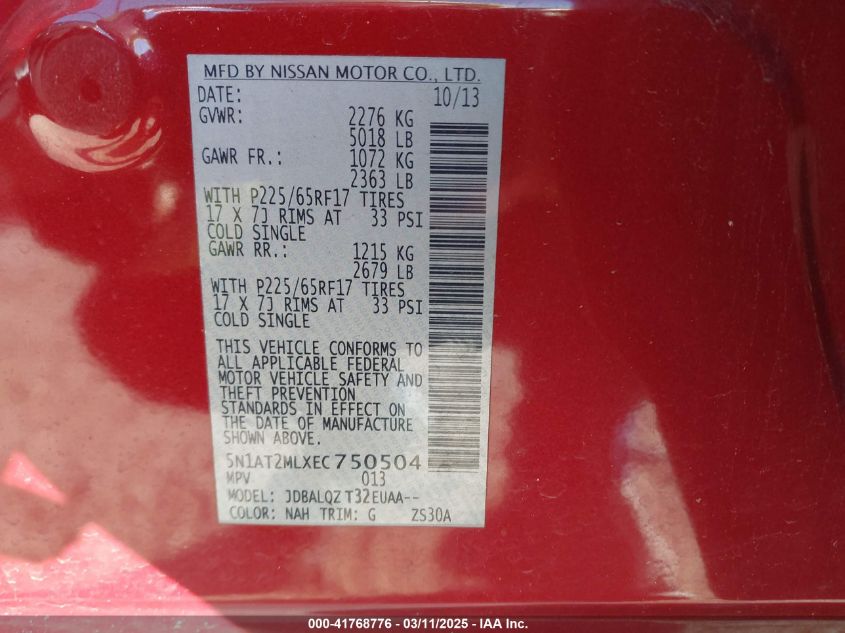 MFD BY NISSAN MOTOR CO., LTD.
DATE: 10/13
GVWR: 2276 KG
5018 LB
GAWR FR.: 1072 KG
2363 LB
WITH P225/65RF17 TIRES
17 X 7J RIMS AT 33 PSI
COLD SINGLE
GAWR RR.: 1215 KG
2679 LB
WITH P225/65RF17 TIRES
17 X 7J RIMS AT 33 PSI
COLD SINGLE
THIS VEHICLE CONFORMS TO
ALL APPLICABLE FEDERAL
MOTOR VEHICLE SAFETY AND
THEFT PREVENTION
STANDARDS IN EFFECT ON
THE DATE OF MANUFACTURE
SHOWN ABOVE.
5N1AT2MLXEC750504
MPV 013
MODEL: JDBALQZ T32EUAA--
COLOR: NAH TRIM: G ZS30A
000-41768776 - 03/11/2025 - IAA Inc.